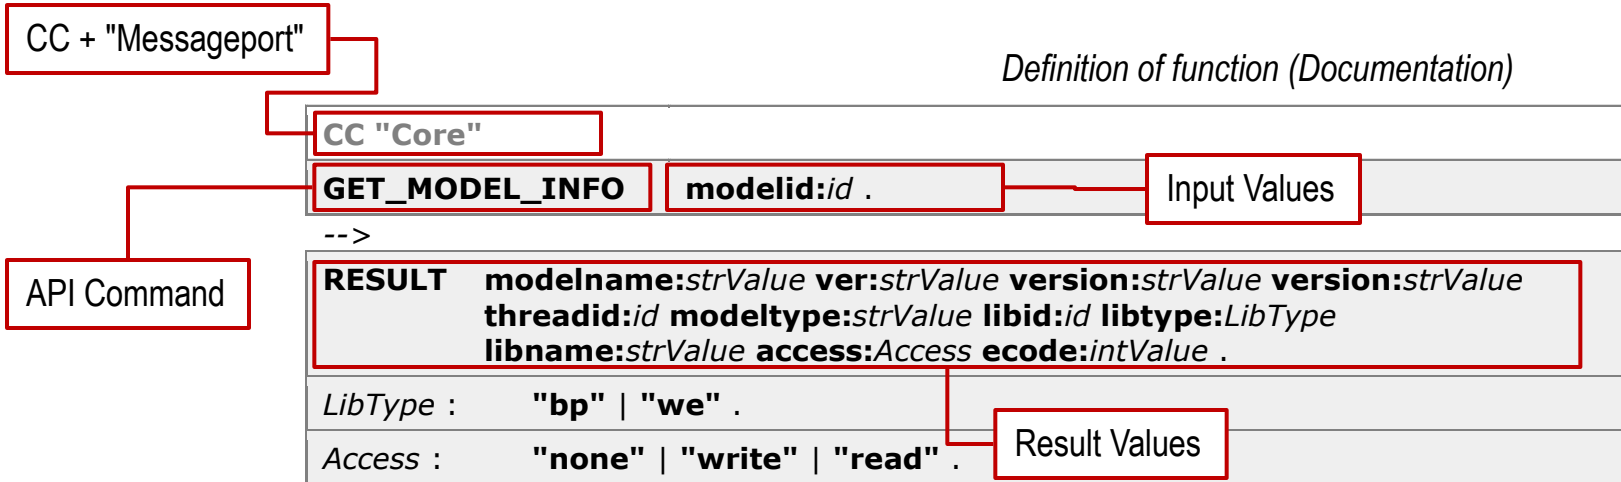 CC + "Messageport"
Definition of function (Documentation)
CC "Core"
GET_MODEL_INFO modelid:id .
Input Values
-->
API Command
RESULT modelname:strValue ver:strValue version:strValue version:strValue
threadid:id modeltype:strValue libid:id libtype:LibType
libname:strValue access:Access ecode:intValue .
LibType : "bp" | "we" .
Result Values
Access : "none" | "write" | "read" .